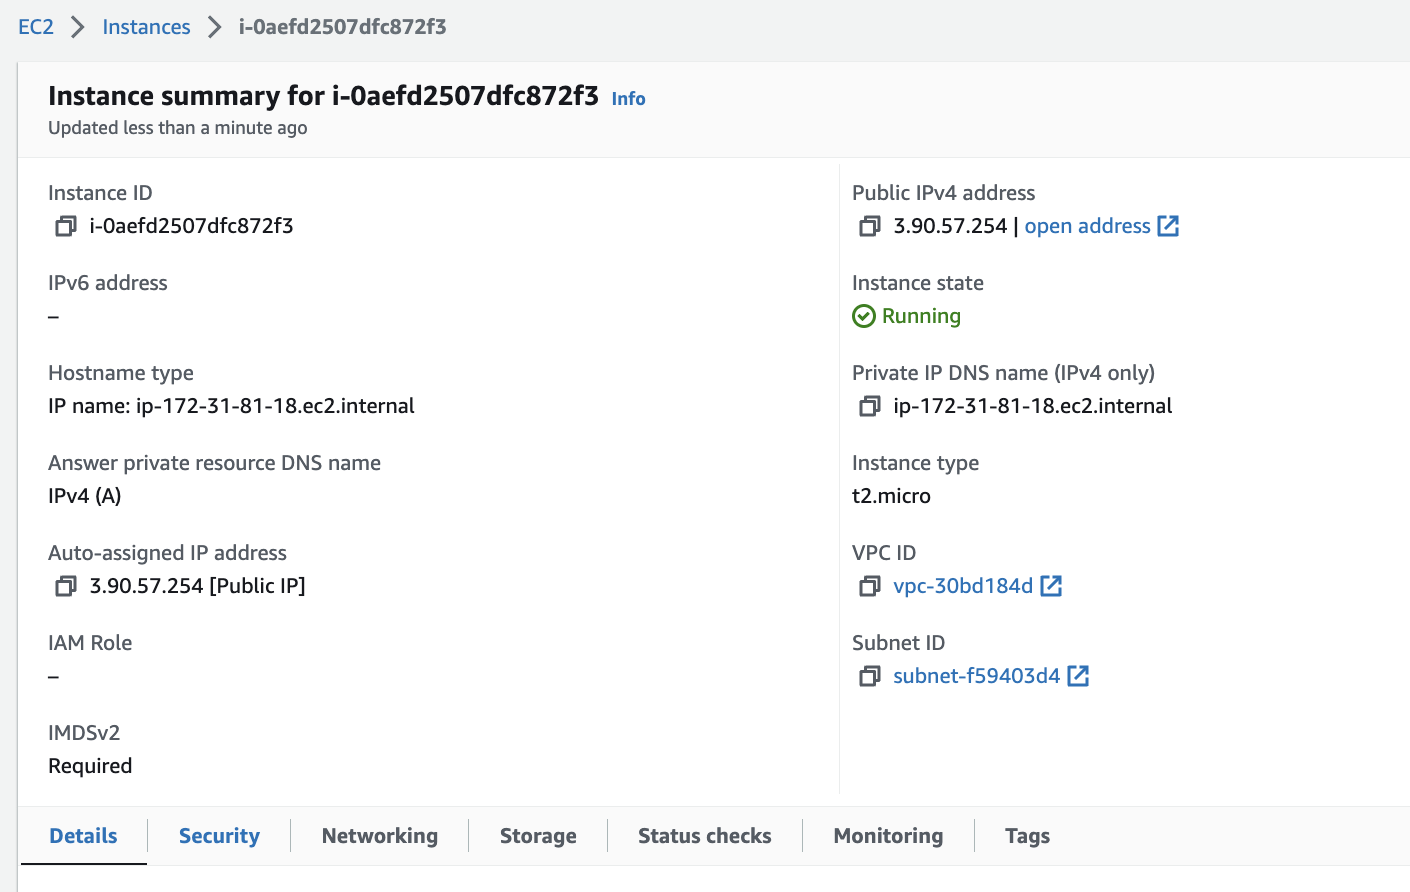 EC2 > Instances > i-0aefd2507dfc872f3
Instance summary for i-0aefd2507dfc872f3 Info
Updated less than a minute ago
Instance ID
i-0aefd2507dfc872f3
IPv6 address
–
Hostname type
IP name: ip-172-31-81-18.ec2.internal
Answer private resource DNS name
IPv4 (A)
Auto-assigned IP address
3.90.57.254 [Public IP]
IAM Role
–
IMDSv2
Required
Public IPv4 address
3.90.57.254 | open address
Instance state
Running
Private IP DNS name (IPv4 only)
ip-172-31-81-18.ec2.internal
Instance type
t2.micro
VPC ID
vpc-30bd184d
Subnet ID
subnet-f59403d4
Details Security Networking Storage Status checks Monitoring Tags